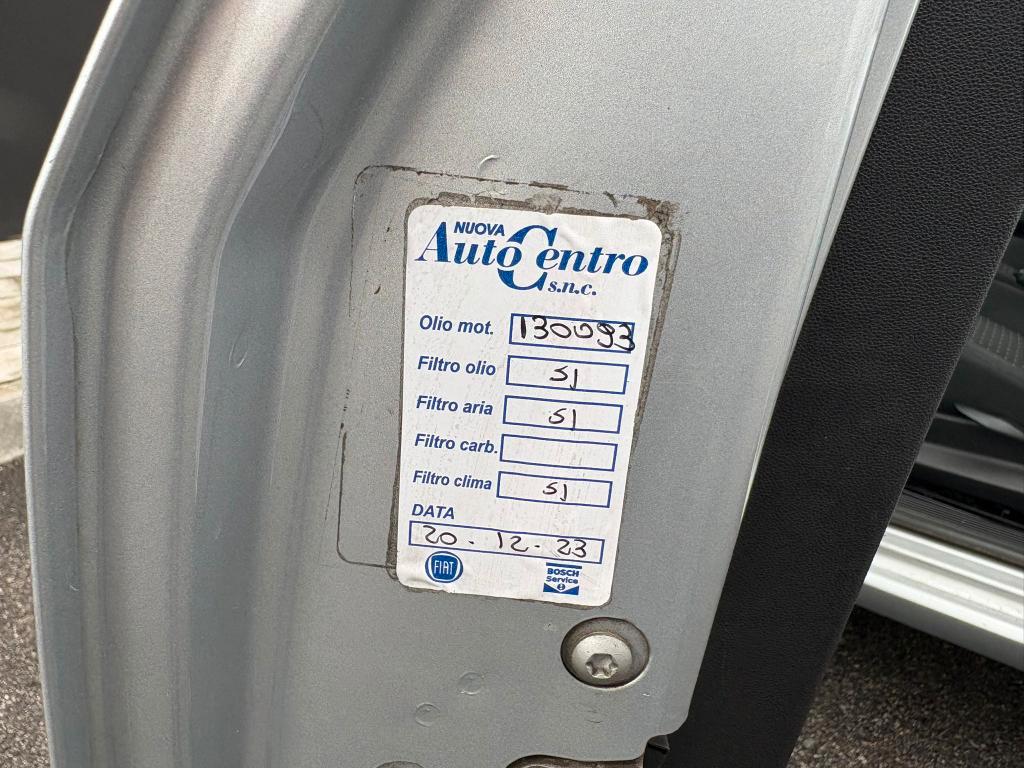 NUOVA
AutoCentro
s.n.c.
Olio mot. 130093
Filtro olio SI
Filtro aria SI
Filtro carb.
Filtro clima SI
DATA
20-12-23
FIAT
BOSCH
Service